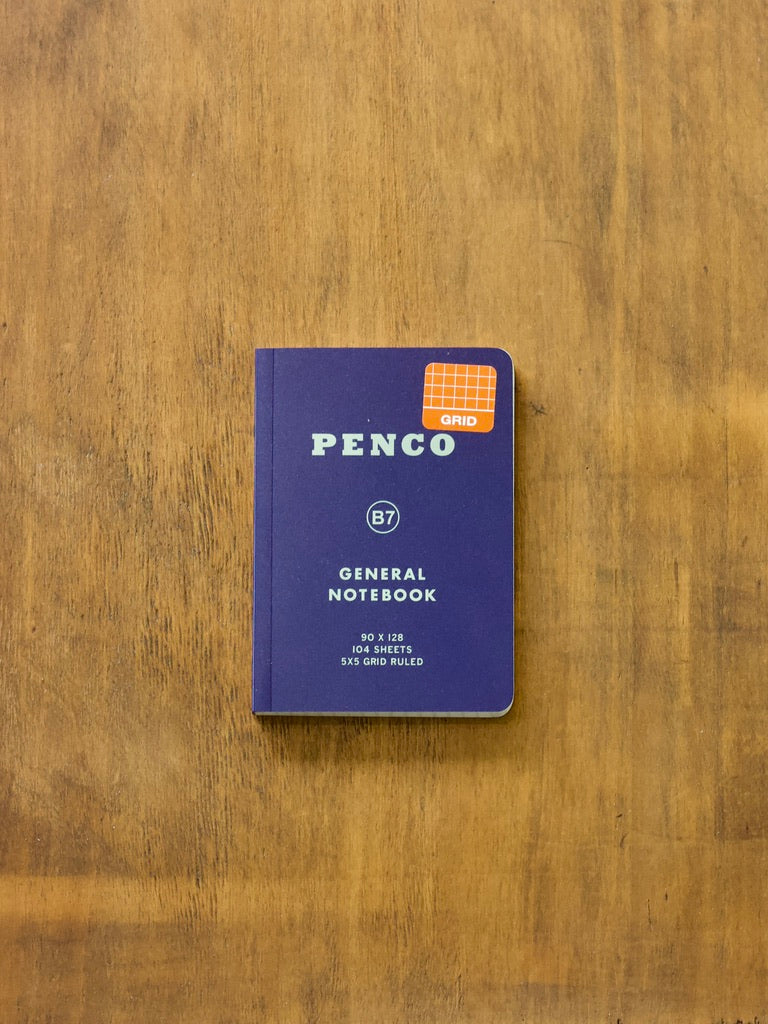 GRID
PENCO
B7
GENERAL
NOTEBOOK
90 X 128
104 SHEETS
5X5 GRID RULED